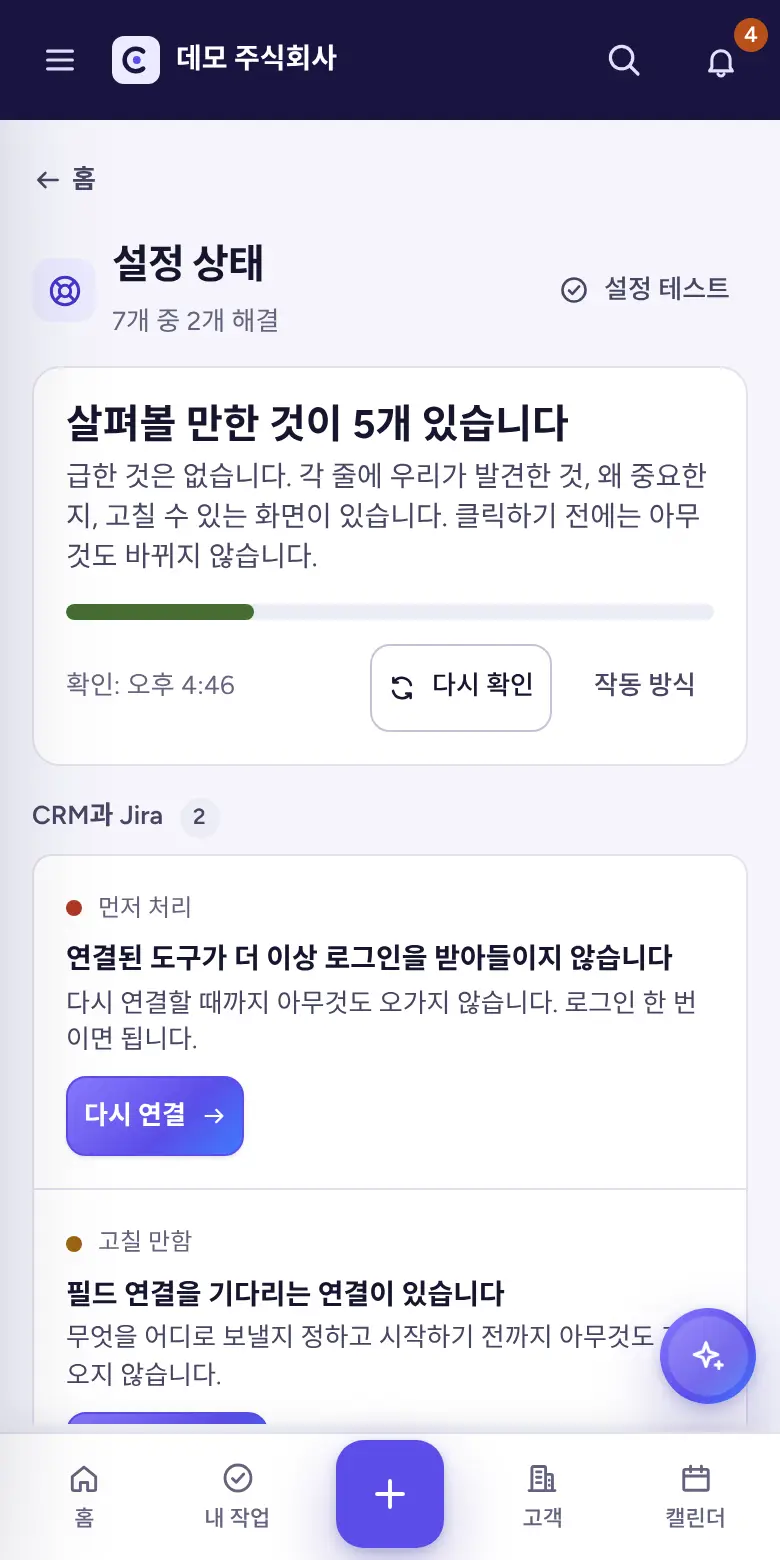 데모 주식회사
4
홈
설정 상태
7개 중 2개 해결
설정 테스트
살펴볼 만한 것이 5개 있습니다
급한 것은 없습니다. 각 줄에 우리가 발견한 것, 왜 중요한
지, 고칠 수 있는 화면이 있습니다. 클릭하기 전에는 아무
것도 바뀌지 않습니다.
확인: 오후 4:46
다시 확인
작동 방식
CRM과 Jira
2
먼저 처리
연결된 도구가 더 이상 로그인을 받아들이지 않습니다
다시 연결할 때까지 아무것도 오가지 않습니다. 로그인 한 번
이면 됩니다.
다시 연결
고칠 만함
필드 연결을 기다리는 연결이 있습니다
무엇을 어디로 보낼지 정하고 시작하기 전까지 아무것도
오지 않습니다.
홈
내 작업
고객
캘린더